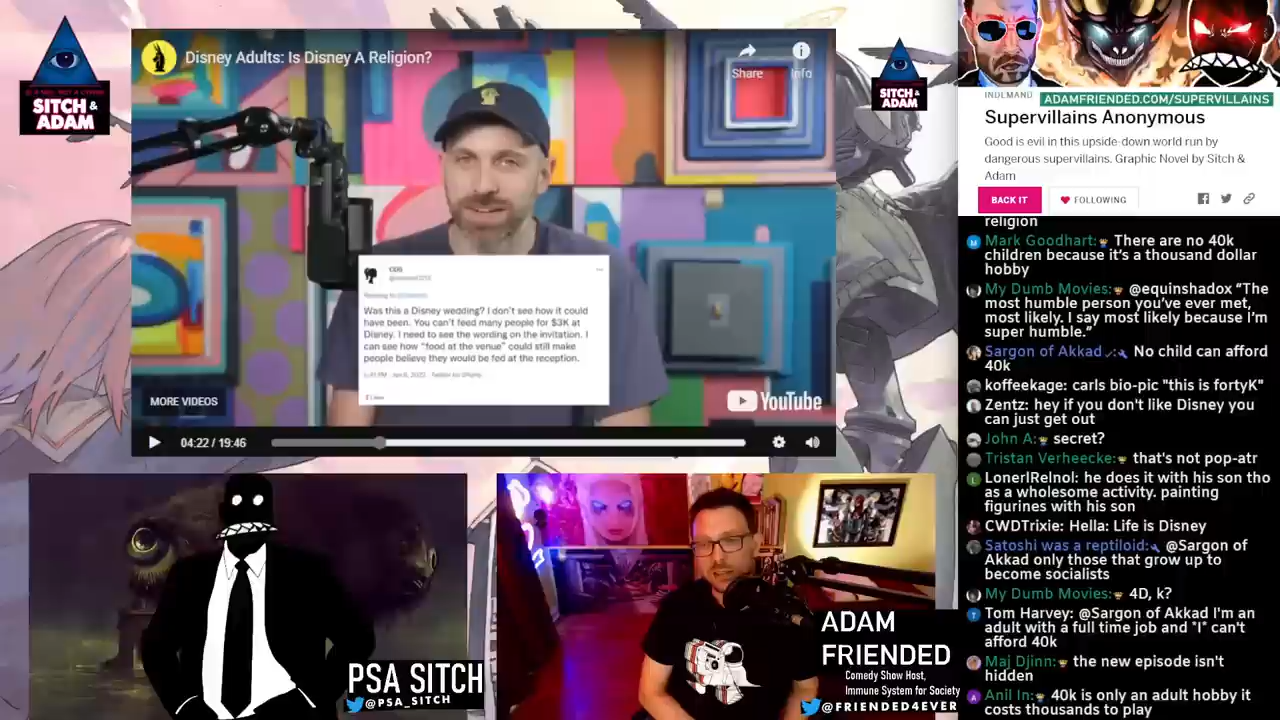 Disney Adults: Is Disney A Religion?
Share
Info
SITCH &
ADAM
SITCH &
ADAM
Was this a Disney wedding? I don't see how it could
have been. You can't feed many people for $3K at
Disney. I need to see the wording on the invitation. I
can see how "food at the venue" could still make
people believe they would be fed at the reception.
MORE VIDEOS
YouTube
04:22 / 19:46
PSA SITCH
@PSA_SITCH
ADAM
FRIENDED
Comedy Show Host,
Immune System for Society
@FRIENDED4EVER
INDEMAND
ADAMFRIENDED.COM/SUPERVILLAINS
Supervillains Anonymous
Good is evil in this upside-down world run by
dangerous supervillains. Graphic Novel by Sitch &
Adam
BACK IT
FOLLOWING
religion
Mark Goodhart: There are no 40k
children because it's a thousand dollar
hobby
My Dumb Movies: @equinshadox “The
most humble person you’ve ever met,
most likely. I say most likely because I’m
super humble.”
Sargon of Akkad: No child can afford
40k
koffeekage: carls bio-pic "this is fortyK"
Zentz: hey if you don't like Disney you
can just get out
John A: secret?
Tristan Verheecke: that's not pop-atr
LonerlRelnol: he does it with his son tho
as a wholesome activity. painting
figurines with his son
CWDTrixie: Hella: Life is Disney
Satoshi was a reptiloid: @Sargon of
Akkad only those that grow up to
become socialists
My Dumb Movies: 4D, k?
Tom Harvey: @Sargon of Akkad I'm an
adult with a full time job and *I* can't
afford 40k
Maj Djinn: the new episode isn't
hidden
Anil In: 40k is only an adult hobby it
costs thousands to play